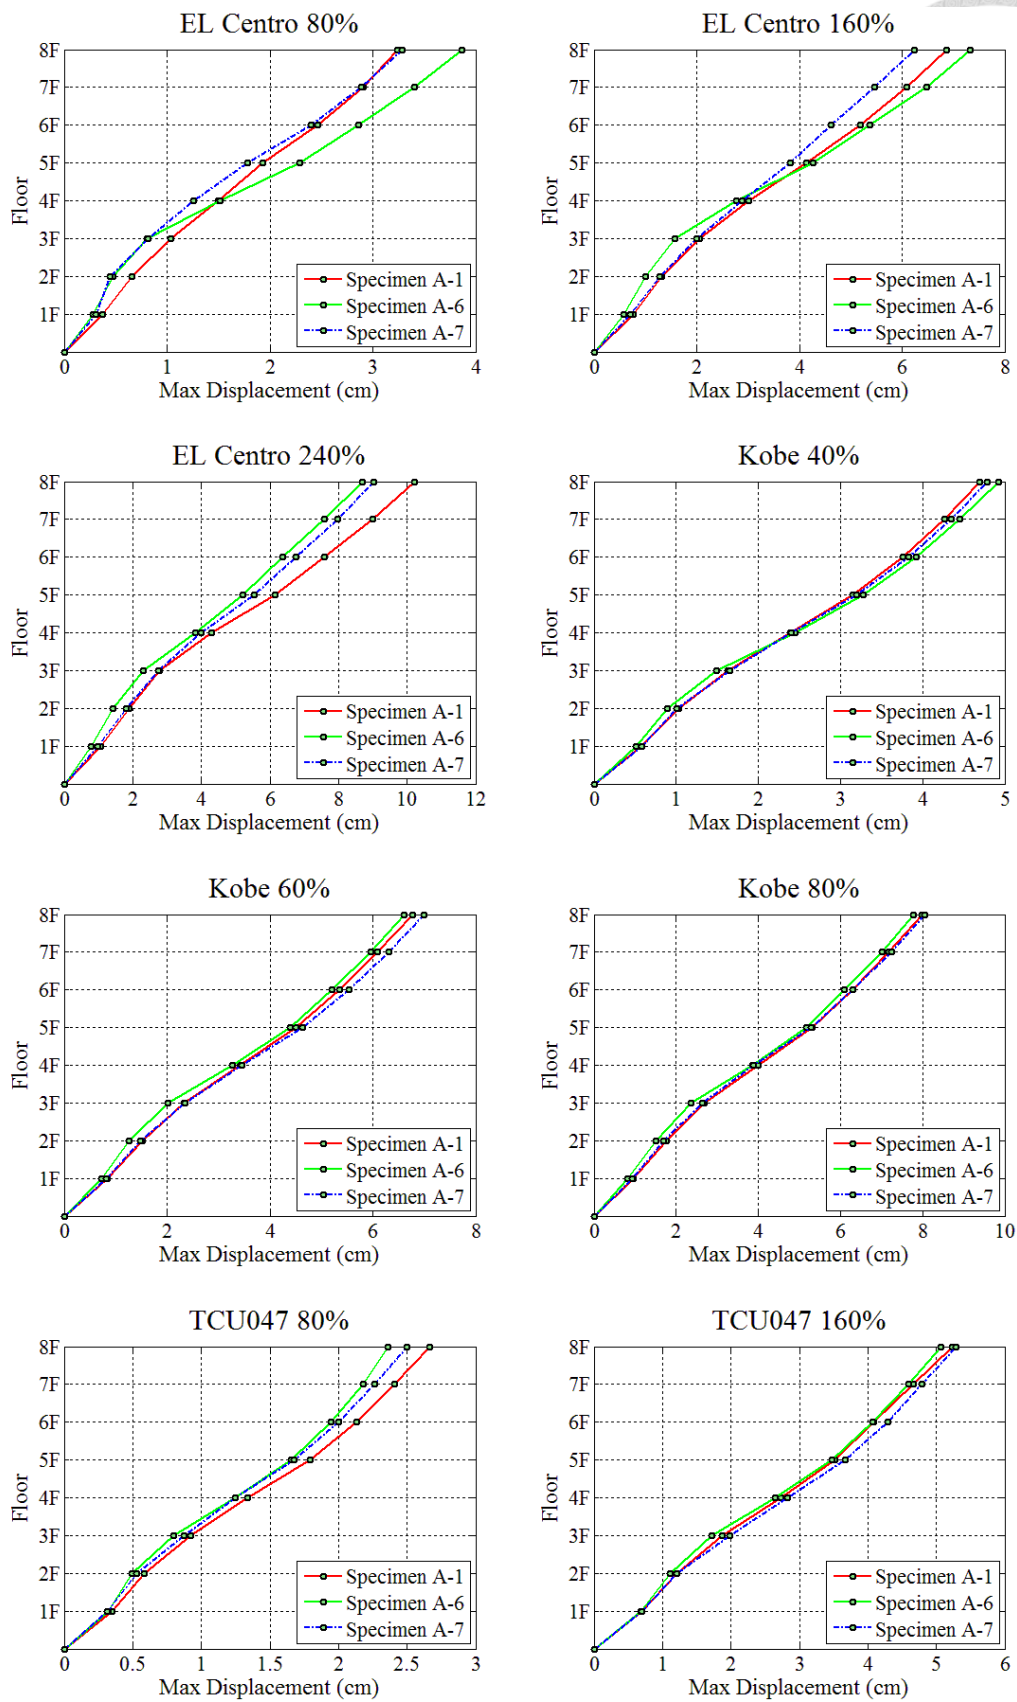 EL Centro 80%
8F
7F
6F
5F
4F
3F
2F
1F
Floor
Specimen A-1
Specimen A-6
Specimen A-7
0 1 2 3 4
Max Displacement (cm)
EL Centro 160%
8F
7F
6F
5F
4F
3F
2F
1F
Floor
Specimen A-1
Specimen A-6
Specimen A-7
0 2 4 6 8
Max Displacement (cm)
EL Centro 240%
8F
7F
6F
5F
4F
3F
2F
1F
Floor
Specimen A-1
Specimen A-6
Specimen A-7
0 2 4 6 8 10 12
Max Displacement (cm)
Kobe 40%
8F
7F
6F
5F
4F
3F
2F
1F
Floor
Specimen A-1
Specimen A-6
Specimen A-7
0 1 2 3 4 5
Max Displacement (cm)
Kobe 60%
8F
7F
6F
5F
4F
3F
2F
1F
Floor
Specimen A-1
Specimen A-6
Specimen A-7
0 2 4 6 8
Max Displacement (cm)
Kobe 80%
8F
7F
6F
5F
4F
3F
2F
1F
Floor
Specimen A-1
Specimen A-6
Specimen A-7
0 2 4 6 8 10
Max Displacement (cm)
TCU047 80%
8F
7F
6F
5F
4F
3F
2F
1F
Floor
Specimen A-1
Specimen A-6
Specimen A-7
0 0.5 1 1.5 2 2.5 3
Max Displacement (cm)
TCU047 160%
8F
7F
6F
5F
4F
3F
2F
1F
Floor
Specimen A-1
Specimen A-6
Specimen A-7
0 1 2 3 4 5 6
Max Displacement (cm)